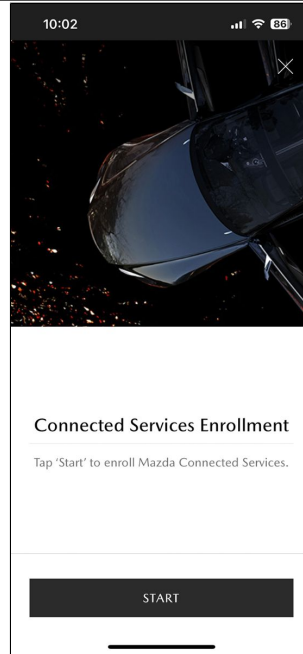 10:02
86
Connected Services Enrollment
Tap ‘Start’ to enroll Mazda Connected Services.
START